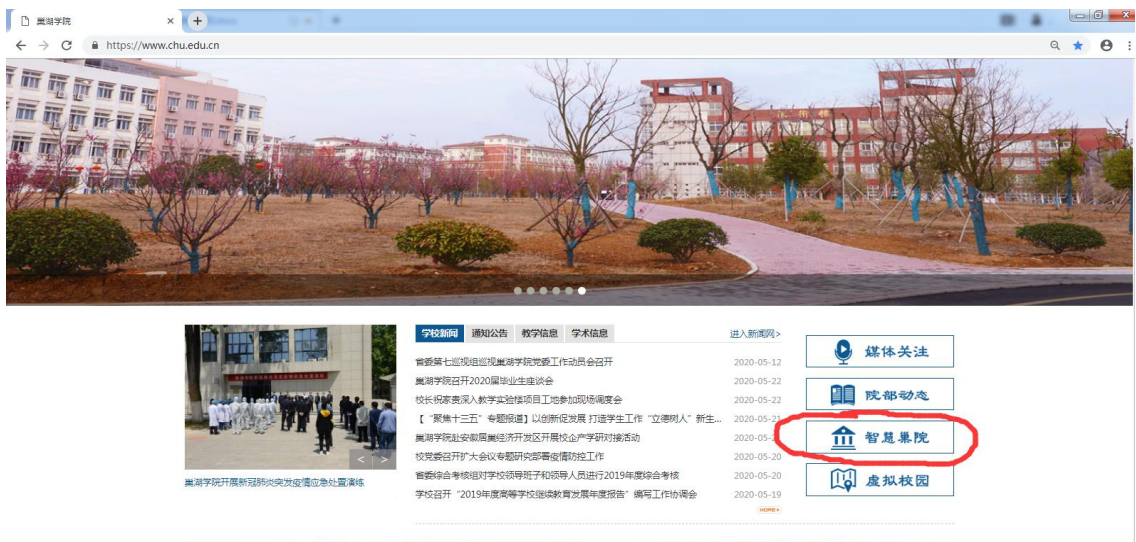 巢湖学院
https://www.chu.edu.cn
学校新闻 通知公告 教学信息 学术信息 进入新闻网>
省委第七巡视组巡视巢湖学院党委工作动员会召开 2020-05-12
巢湖学院召开2020届毕业生座谈会 2020-05-22
校长祝家贵深入教学实验楼项目工地参加现场调度会 2020-05-22
【“聚焦十三五”专题报道】以创新促发展 打造学生工作“立德树人”新生... 2020-05-21
巢湖学院赴安徽居巢经济开发区开展校企产学研对接活动 2020-05-2
校党委召开扩大会议专题研究部署疫情防控工作 2020-05-20
省委综合考核组对学校领导班子和领导人员进行2019年度综合考核 2020-05-20
学校召开“2019年度高等学校继续教育发展年度报告”编写工作协调会 2020-05-19
MORE
巢湖学院开展新冠肺炎突发疫情应急处置演练
媒体关注
院部动态
智慧巢院
虚拟校园